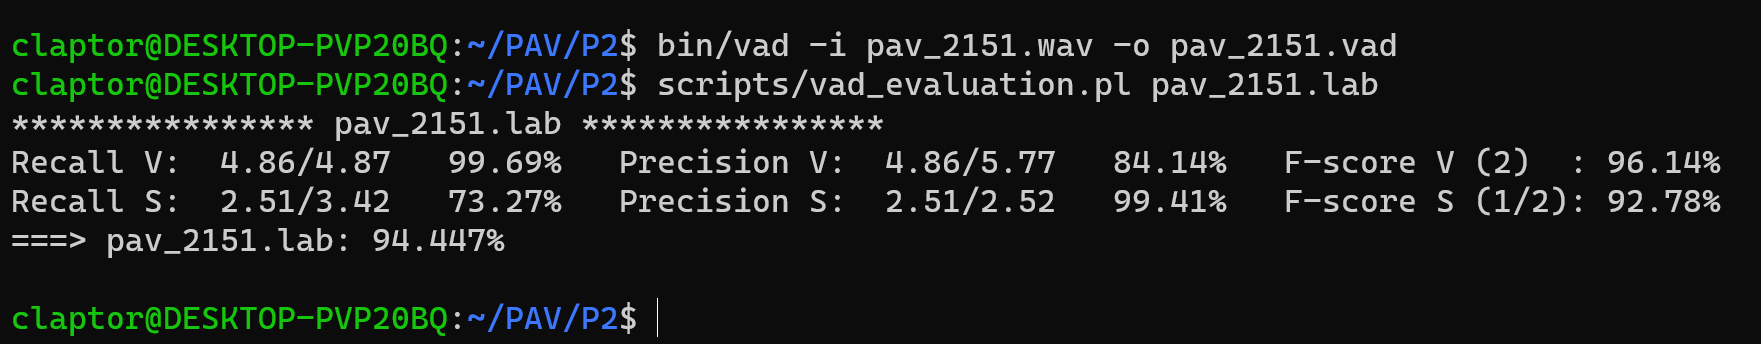 claptor@DESKTOP-PVP20BQ:~/PAV/P2$ bin/vad -i pav_2151.wav -o pav_2151.vad
claptor@DESKTOP-PVP20BQ:~/PAV/P2$ scripts/vad_evaluation.pl pav_2151.lab
**************** pav_2151.lab ****************
Recall V:  4.86/4.87   99.69%   Precision V:  4.86/5.77   84.14%   F-score V (2)  : 96.14%
Recall S:  2.51/3.42   73.27%   Precision S:  2.51/2.52   99.41%   F-score S (1/2): 92.78%
===> pav_2151.lab: 94.447%
claptor@DESKTOP-PVP20BQ:~/PAV/P2$